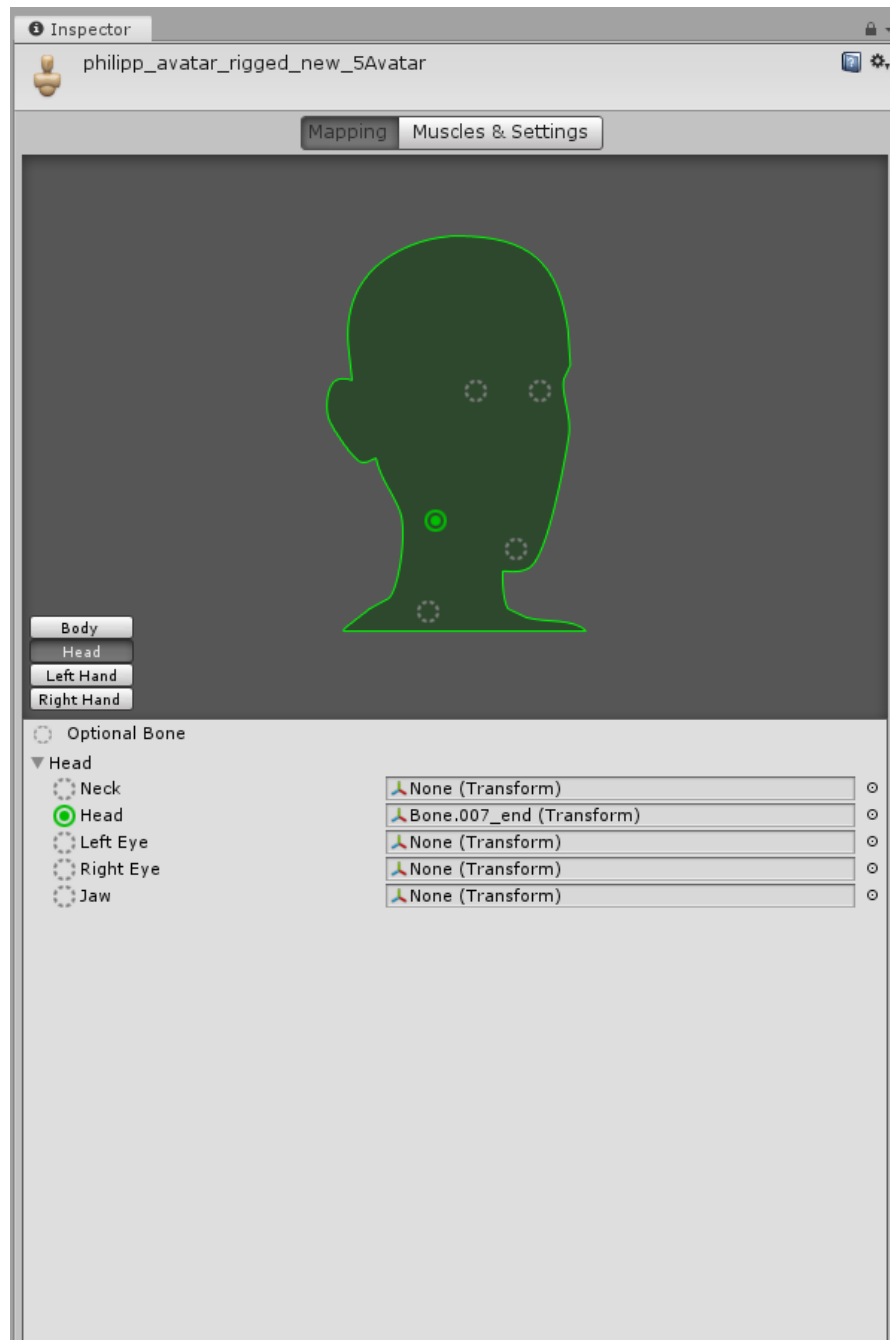 Inspector
philipp_avatar_rigged_new_5Avatar
Mapping Muscles & Settings
Body
Head
Left Hand
Right Hand
Optional Bone
Head
Neck None (Transform)
Head Bone.007_end (Transform)
Left Eye None (Transform)
Right Eye None (Transform)
Jaw None (Transform)